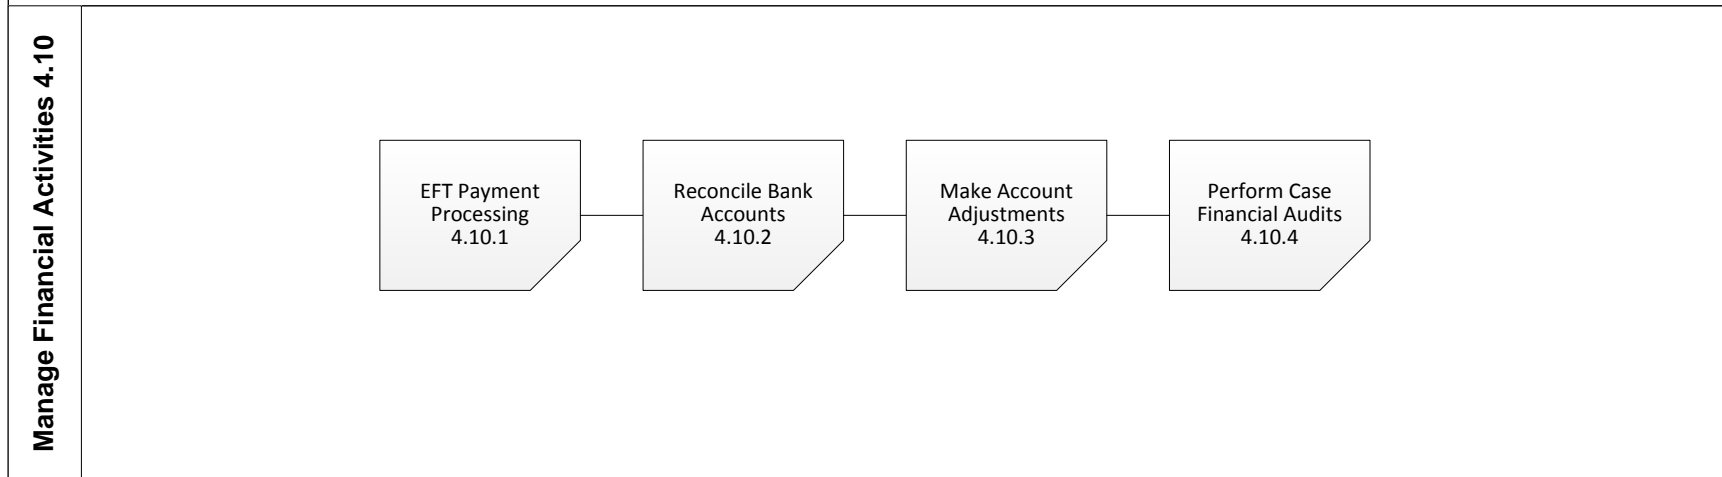 Manage Financial Activities 4.10
EFT Payment
Processing
4.10.1
Reconcile Bank
Accounts
4.10.2
Make Account
Adjustments
4.10.3
Perform Case
Financial Audits
4.10.4